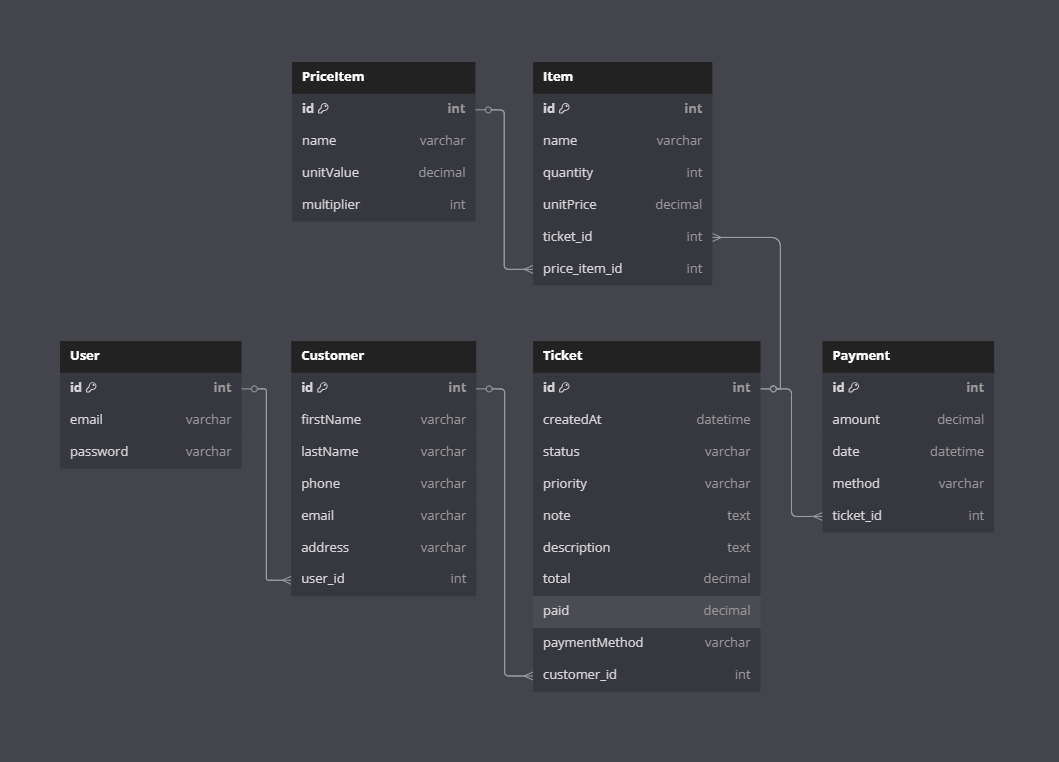 PriceItem
id int
name varchar
unitValue decimal
multiplier int
Item
id int
name varchar
quantity int
unitPrice decimal
ticket_id int
price_item_id int
User
id int
email varchar
password varchar
Customer
id int
firstName varchar
lastName varchar
phone varchar
email varchar
address varchar
user_id int
Ticket
id int
createdAt datetime
status varchar
priority varchar
note text
description text
total decimal
paid decimal
paymentMethod varchar
customer_id int
Payment
id int
amount decimal
date datetime
method varchar
ticket_id int